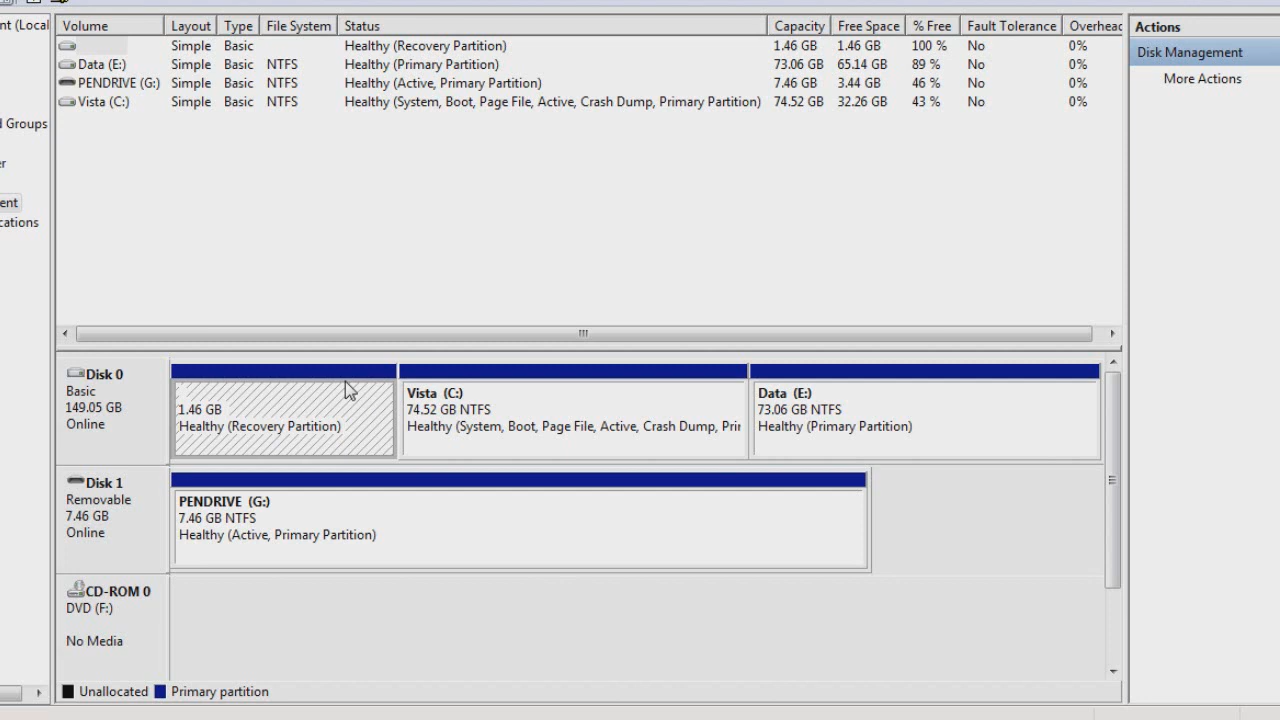 nt (Local
d Groups
er
ent
cations
Volume Layout Type File System Status Capacity Free Space % Free Fault Tolerance Overhead
Simple Basic Healthy (Recovery Partition) 1.46 GB 1.46 GB 100 % No 0%
Data (E:) Simple Basic NTFS Healthy (Primary Partition) 73.06 GB 65.14 GB 89 % No 0%
PENDRIVE (G:) Simple Basic NTFS Healthy (Active, Primary Partition) 7.46 GB 3.44 GB 46 % No 0%
Vista (C:) Simple Basic NTFS Healthy (System, Boot, Page File, Active, Crash Dump, Primary Partition) 74.52 GB 32.26 GB 43 % No 0%
Actions
Disk Management
More Actions
Disk 0
Basic
149.05 GB
Online
1.46 GB
Healthy (Recovery Partition)
Vista (C:)
74.52 GB NTFS
Healthy (System, Boot, Page File, Active, Crash Dump, Prir
Data (E:)
73.06 GB NTFS
Healthy (Primary Partition)
Disk 1
Removable
7.46 GB
Online
PENDRIVE (G:)
7.46 GB NTFS
Healthy (Active, Primary Partition)
CD-ROM 0
DVD (F:)
No Media
Unallocated Primary partition